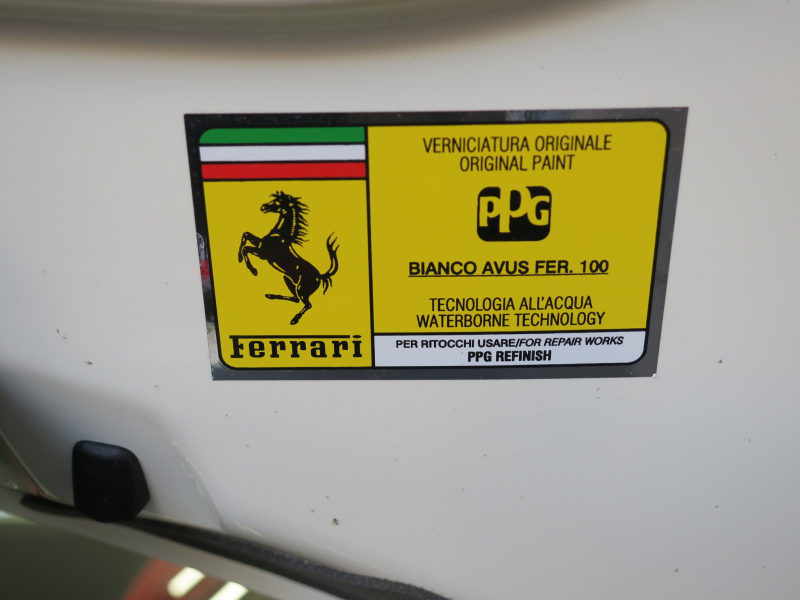 Ferrari
VERNICIATURA ORIGINALE
ORIGINAL PAINT
PPG
BIANCO AVUS FER. 100
TECNOLOGIA ALL'ACQUA
WATERBORNE TECHNOLOGY
PER RITOCCHI USARE/FOR REPAIR WORKS
PPG REFINISH